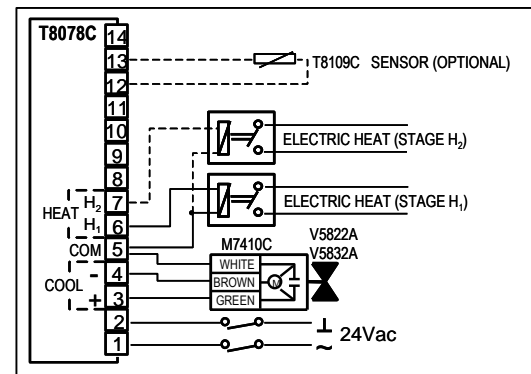 T8078C
14
13
T8109C SENSOR (OPTIONAL)
12
11
10
ELECTRIC HEAT (STAGE H₂)
9
8
HEAT H₂ 7
ELECTRIC HEAT (STAGE H₁)
H₁ 6
COM 5
M7410C
V5822A
V5832A
WHITE
COOL - 4
BROWN
M
+ 3
GREEN
2
⊥ 24Vac
1
~